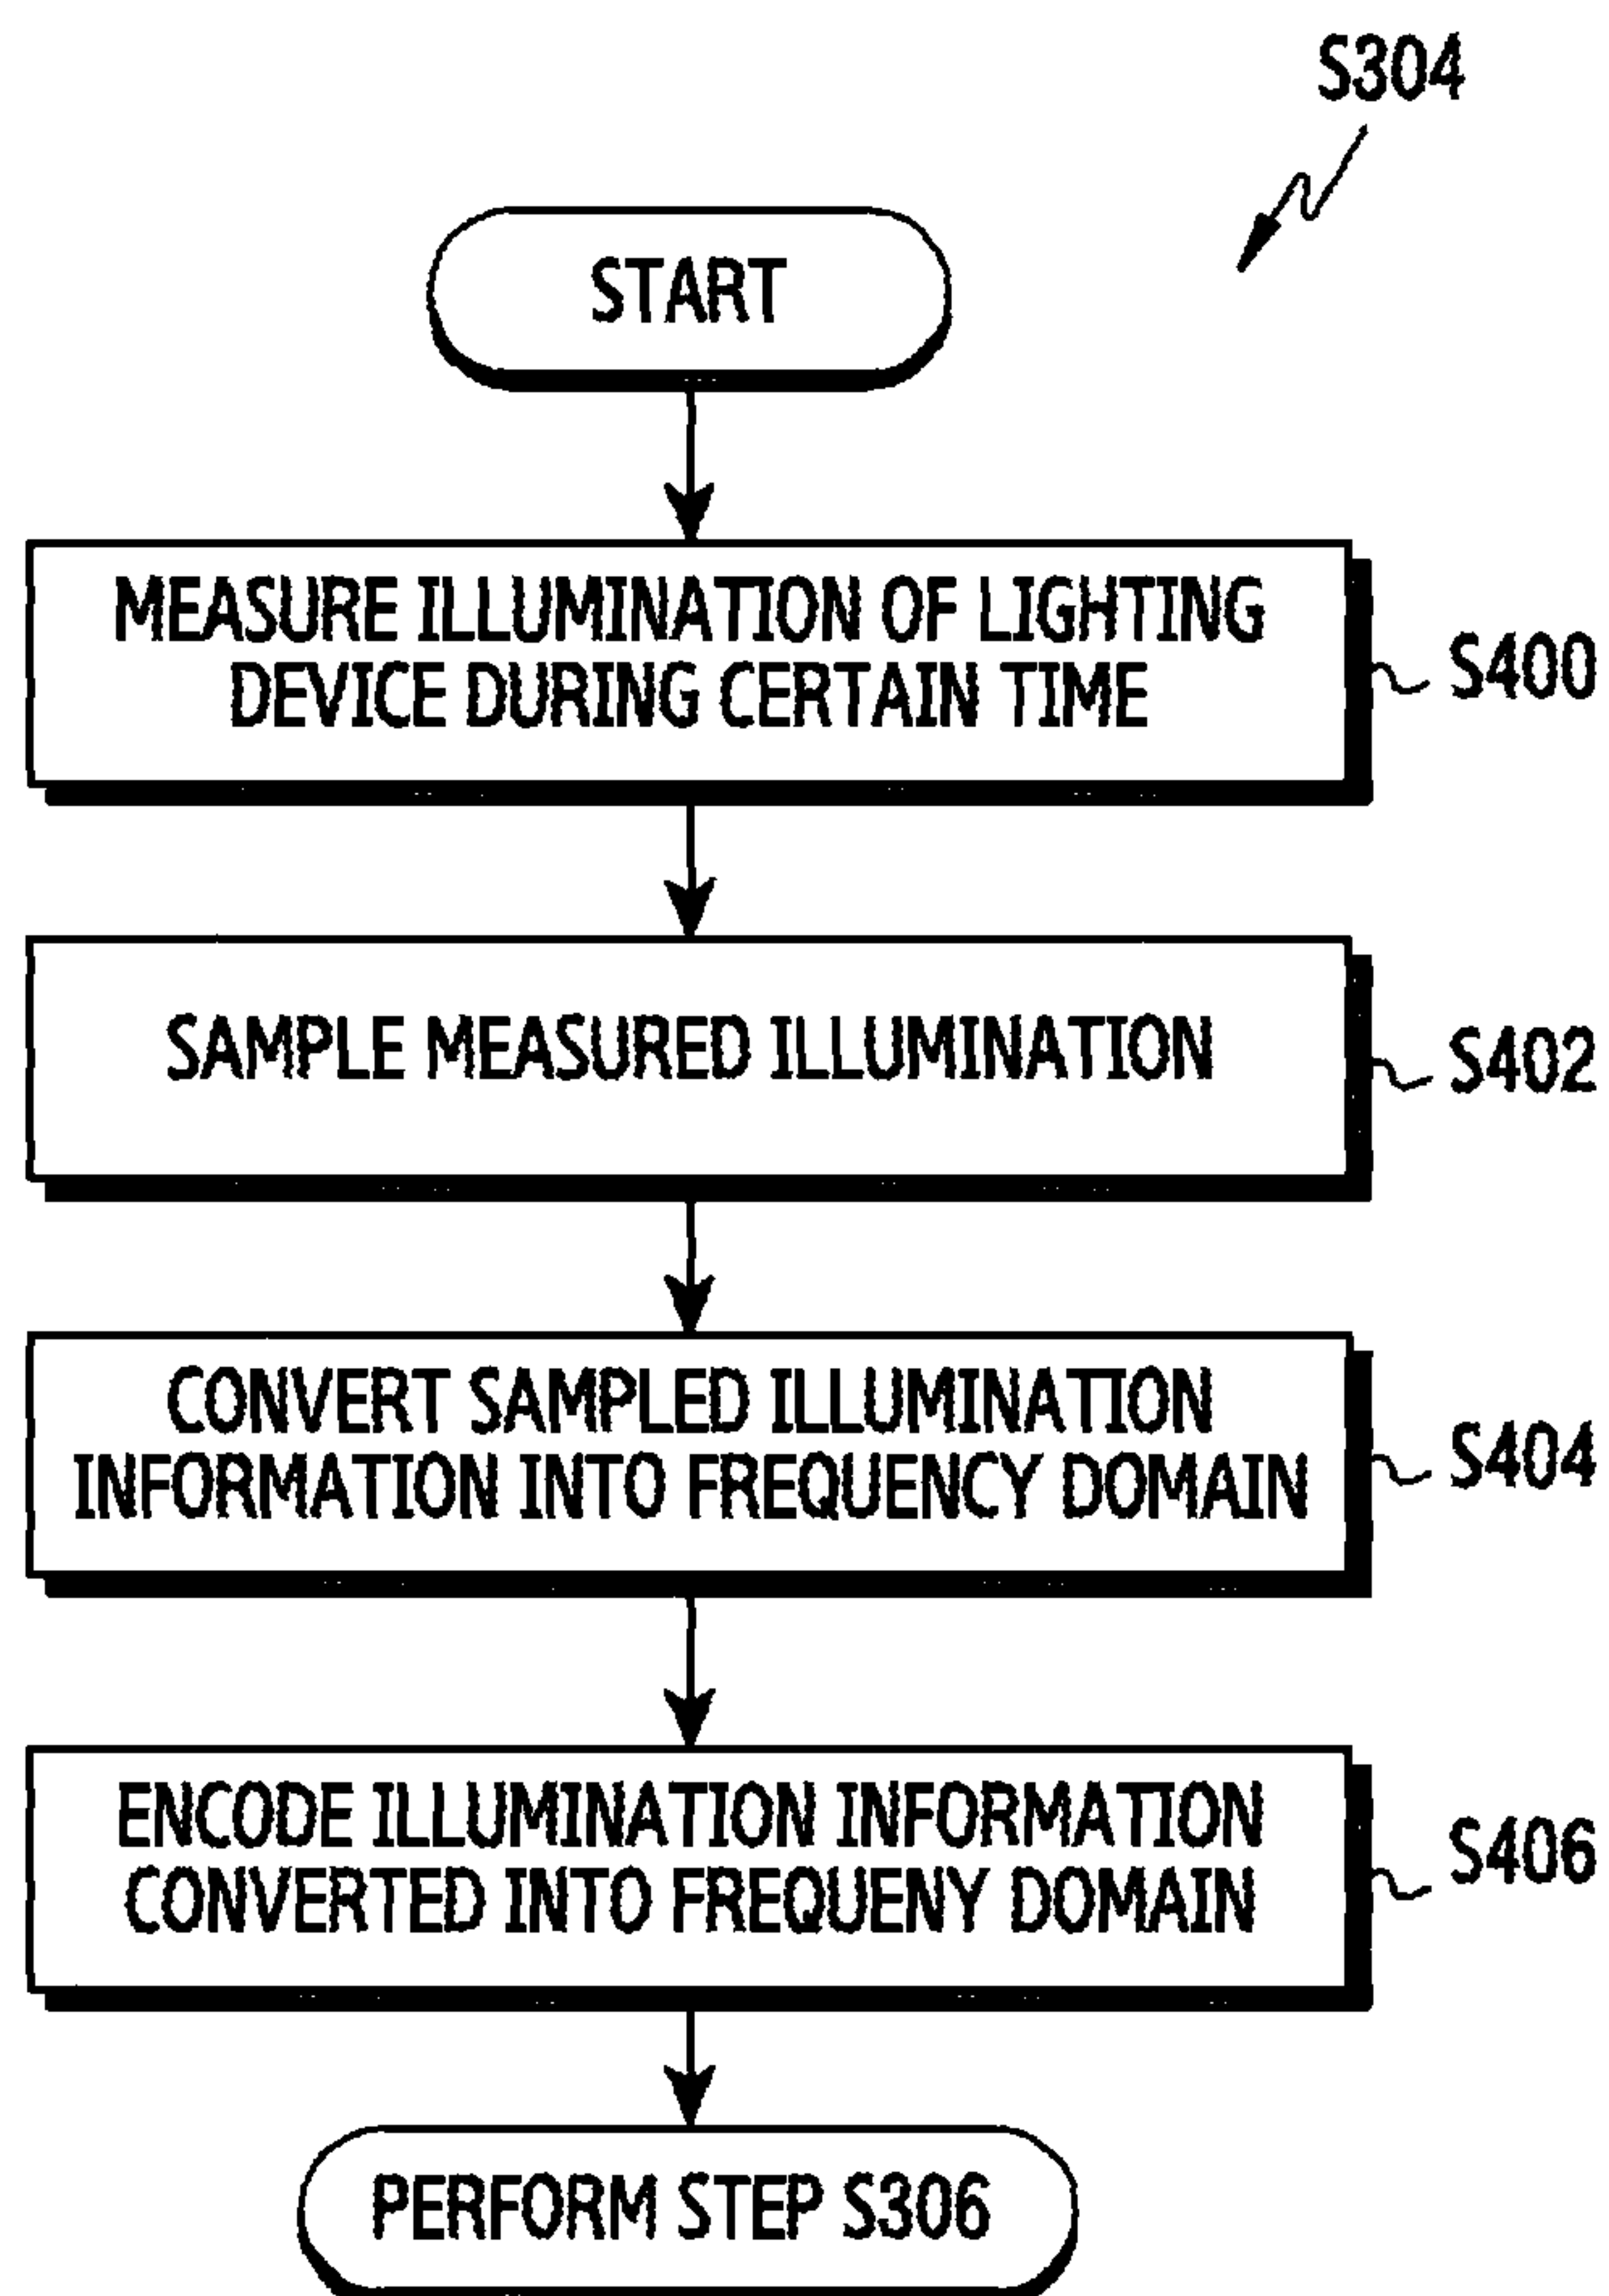 S304
START
MEASURE ILLUMINATION OF LIGHTING
DEVICE DURING CERTAIN TIME
S400
SAMPLE MEASURED ILLUMINATION
S402
CONVERT SAMPLED ILLUMINATION
INFORMATION INTO FREQUENCY DOMAIN
S404
ENCODE ILLUMINATION INFORMATION
CONVERTED INTO FREQUENY DOMAIN
S406
PERFORM STEP S306